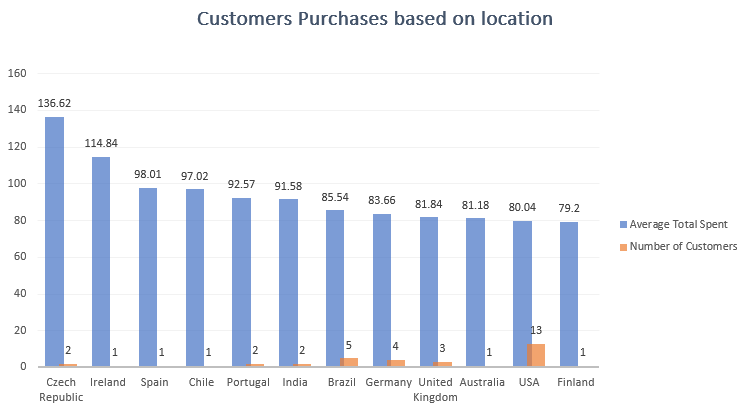 Customers Purchases based on location
160
140
120
100
80
60
40
20
0
136.62
114.84
98.01
97.02
92.57
91.58
85.54
83.66
81.84
81.18
80.04
79.2
2
1
1
1
2
2
5
4
3
1
13
1
Czech Republic
Ireland
Spain
Chile
Portugal
India
Brazil
Germany
United Kingdom
Australia
USA
Finland
Average Total Spent
Number of Customers